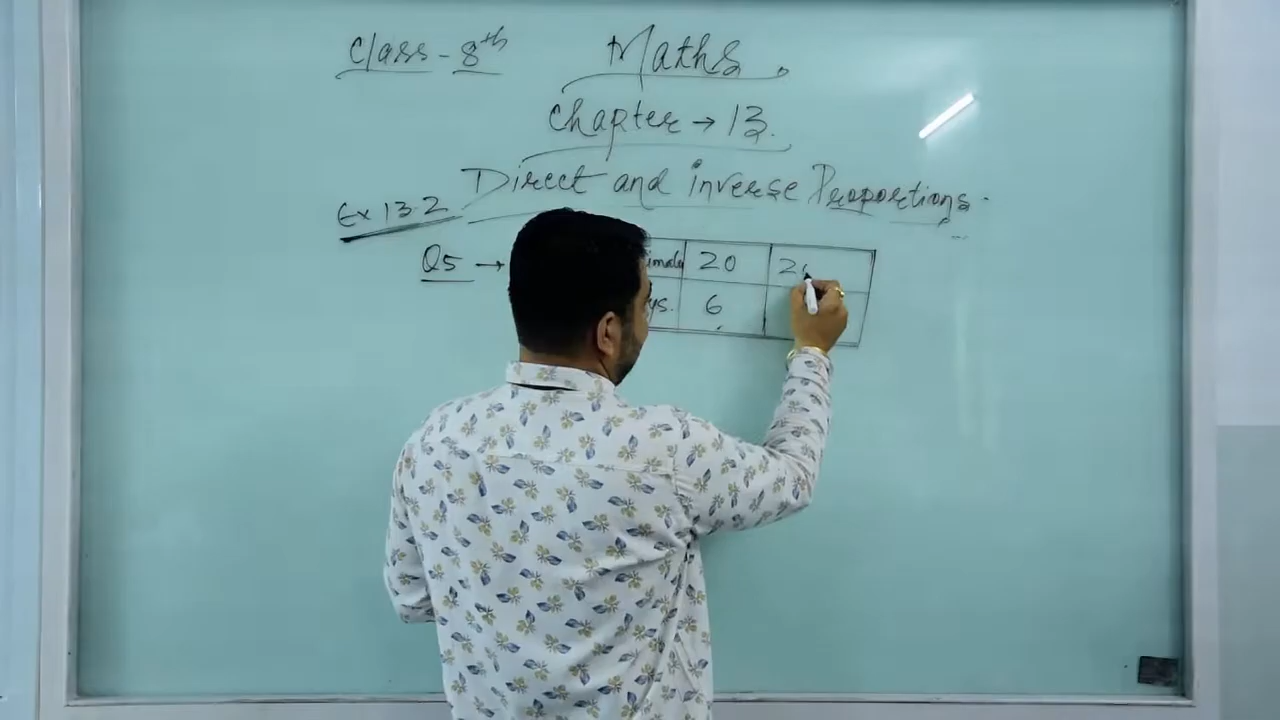 Class - 8th Maths.
Chapter → 13.
Direct and inverse Proportions.
Ex 13.2
Q5 → 20
6